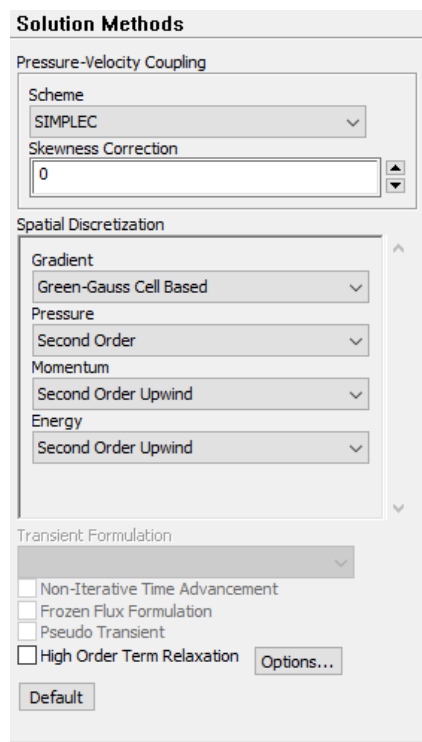 Solution Methods
Pressure-Velocity Coupling
Scheme
SIMPLEC
Skewness Correction
0
Spatial Discretization
Gradient
Green-Gauss Cell Based
Pressure
Second Order
Momentum
Second Order Upwind
Energy
Second Order Upwind
Transient Formulation
Non-Iterative Time Advancement
Frozen Flux Formulation
Pseudo Transient
High Order Term Relaxation Options...
Default